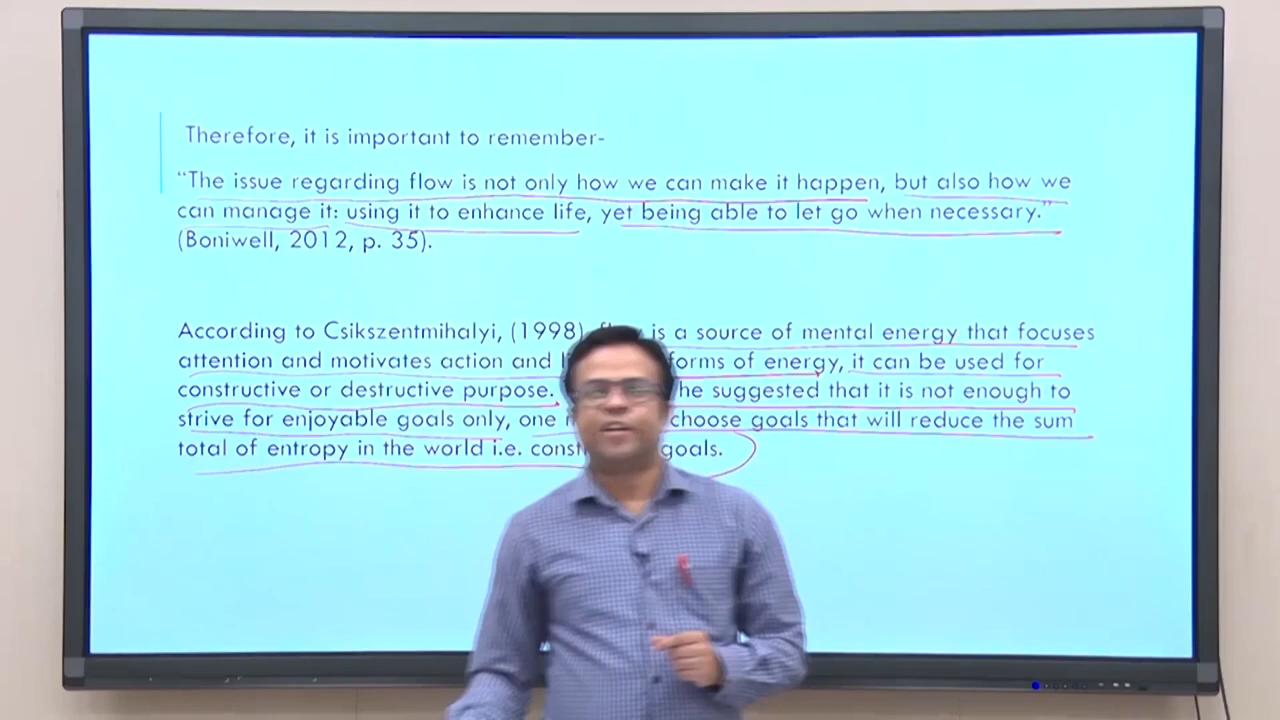 Therefore, it is important to remember-
“The issue regarding flow is not only how we can make it happen, but also how we
can manage it: using it to enhance life, yet being able to let go when necessary.”
(Boniwell, 2012, p. 35).
According to Csikszentmihalyi, (1998), is a source of mental energy that focuses
attention and motivates action and forms of energy, it can be used for
constructive or destructive purpose. he suggested that it is not enough to
strive for enjoyable goals only, one choose goals that will reduce the sum
total of entropy in the world i.e. goals.